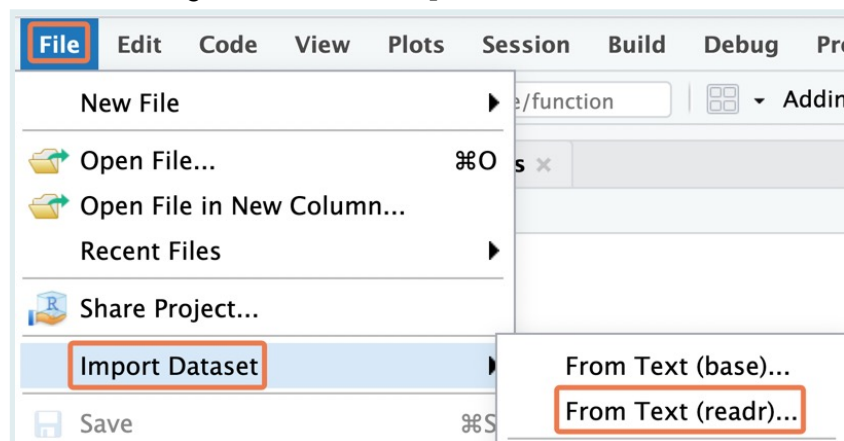 File Edit Code View Plots Session Build Debug
New File
e/function
Addin
Open File... ⌘O
s ×
Open File in New Column...
Recent Files
Share Project...
Import Dataset
From Text (base)...
From Text (readr)...
Save ⌘S